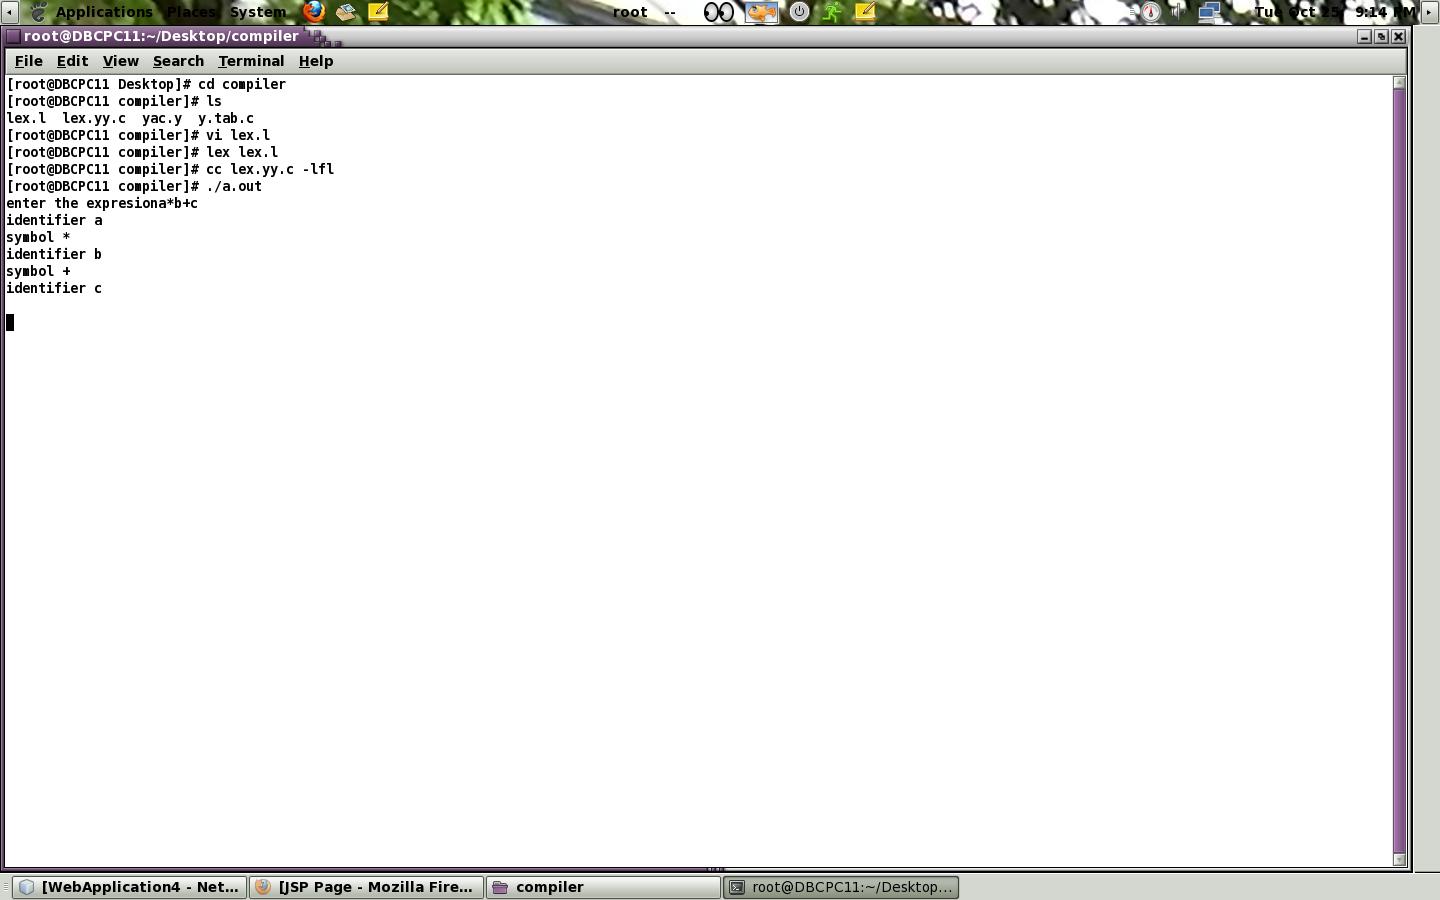 Applications Places System root -- Tue Oct 25 9:14 PM
root@DBCPC11:~/Desktop/compiler
File Edit View Search Terminal Help
[root@DBCPC11 Desktop]# cd compiler
[root@DBCPC11 compiler]# ls
lex.l lex.yy.c yac.y y.tab.c
[root@DBCPC11 compiler]# vi lex.l
[root@DBCPC11 compiler]# lex lex.l
[root@DBCPC11 compiler]# cc lex.yy.c -lfl
[root@DBCPC11 compiler]# ./a.out
enter the expresiona*b+c
identifier a
symbol *
identifier b
symbol +
identifier c
[WebApplication4 - Net... [JSP Page - Mozilla Fire... compiler root@DBCPC11:~/Desktop...